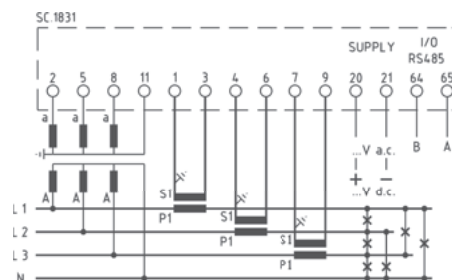 SC.1831
SUPPLY
I/O
RS485
2 5 8 11 1 3 4 6 7 9 20 21 64 65
a a a
...V a.c.
B A
+ −
...V d.c.
A A A
S1
P1
S1
P1
S1
P1
L 1
L 2
L 3
N